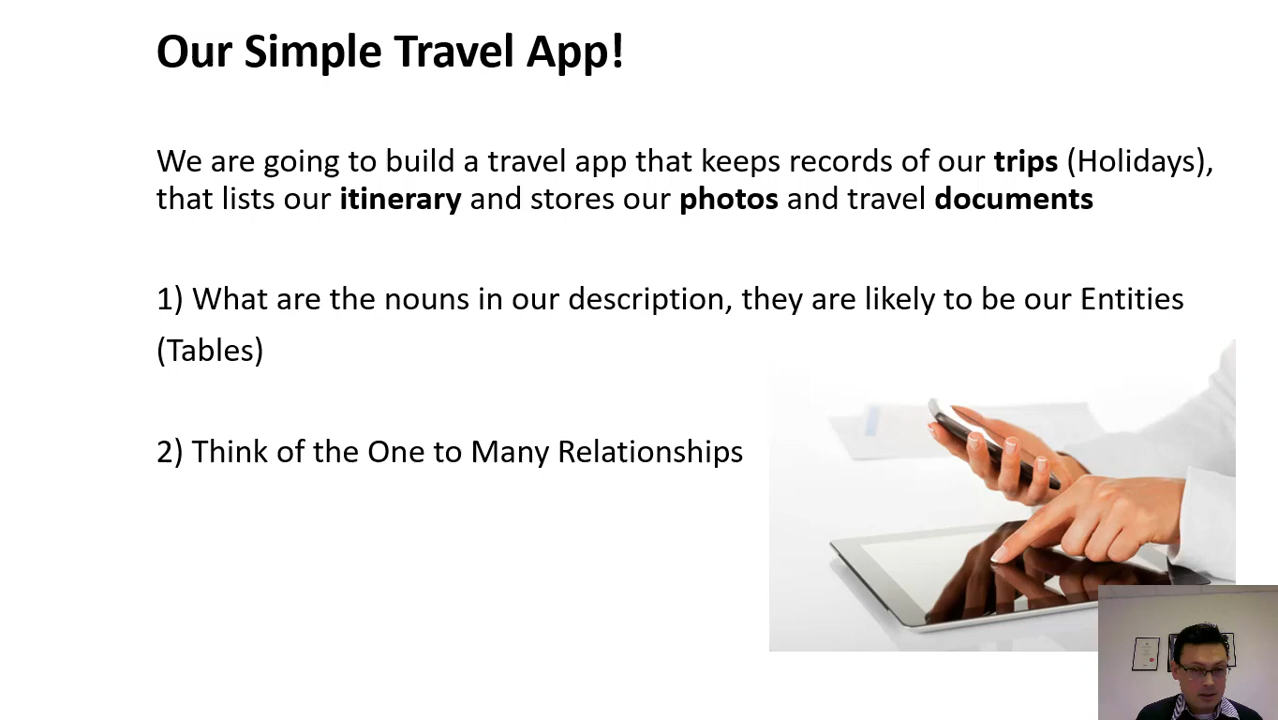 Our Simple Travel App!
We are going to build a travel app that keeps records of our trips (Holidays),
that lists our itinerary and stores our photos and travel documents
1) What are the nouns in our description, they are likely to be our Entities
(Tables)
2) Think of the One to Many Relationships